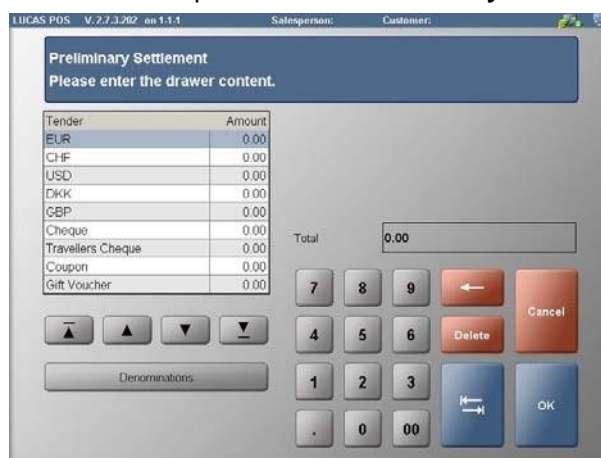 LUCAS POS V. 2.7.3.202 on 1-1-1 Salesperson: Customer:
Preliminary Settlement
Please enter the drawer content.
Tender Amount
EUR 0.00
CHF 0.00
USD 0.00
DKK 0.00
GBP 0.00
Cheque 0.00
Travellers Cheque 0.00
Coupon 0.00
Gift Voucher 0.00
Total 0.00
7 8 9
Cancel
4 5 6 Delete
Denominations
1 2 3
OK
. 0 00